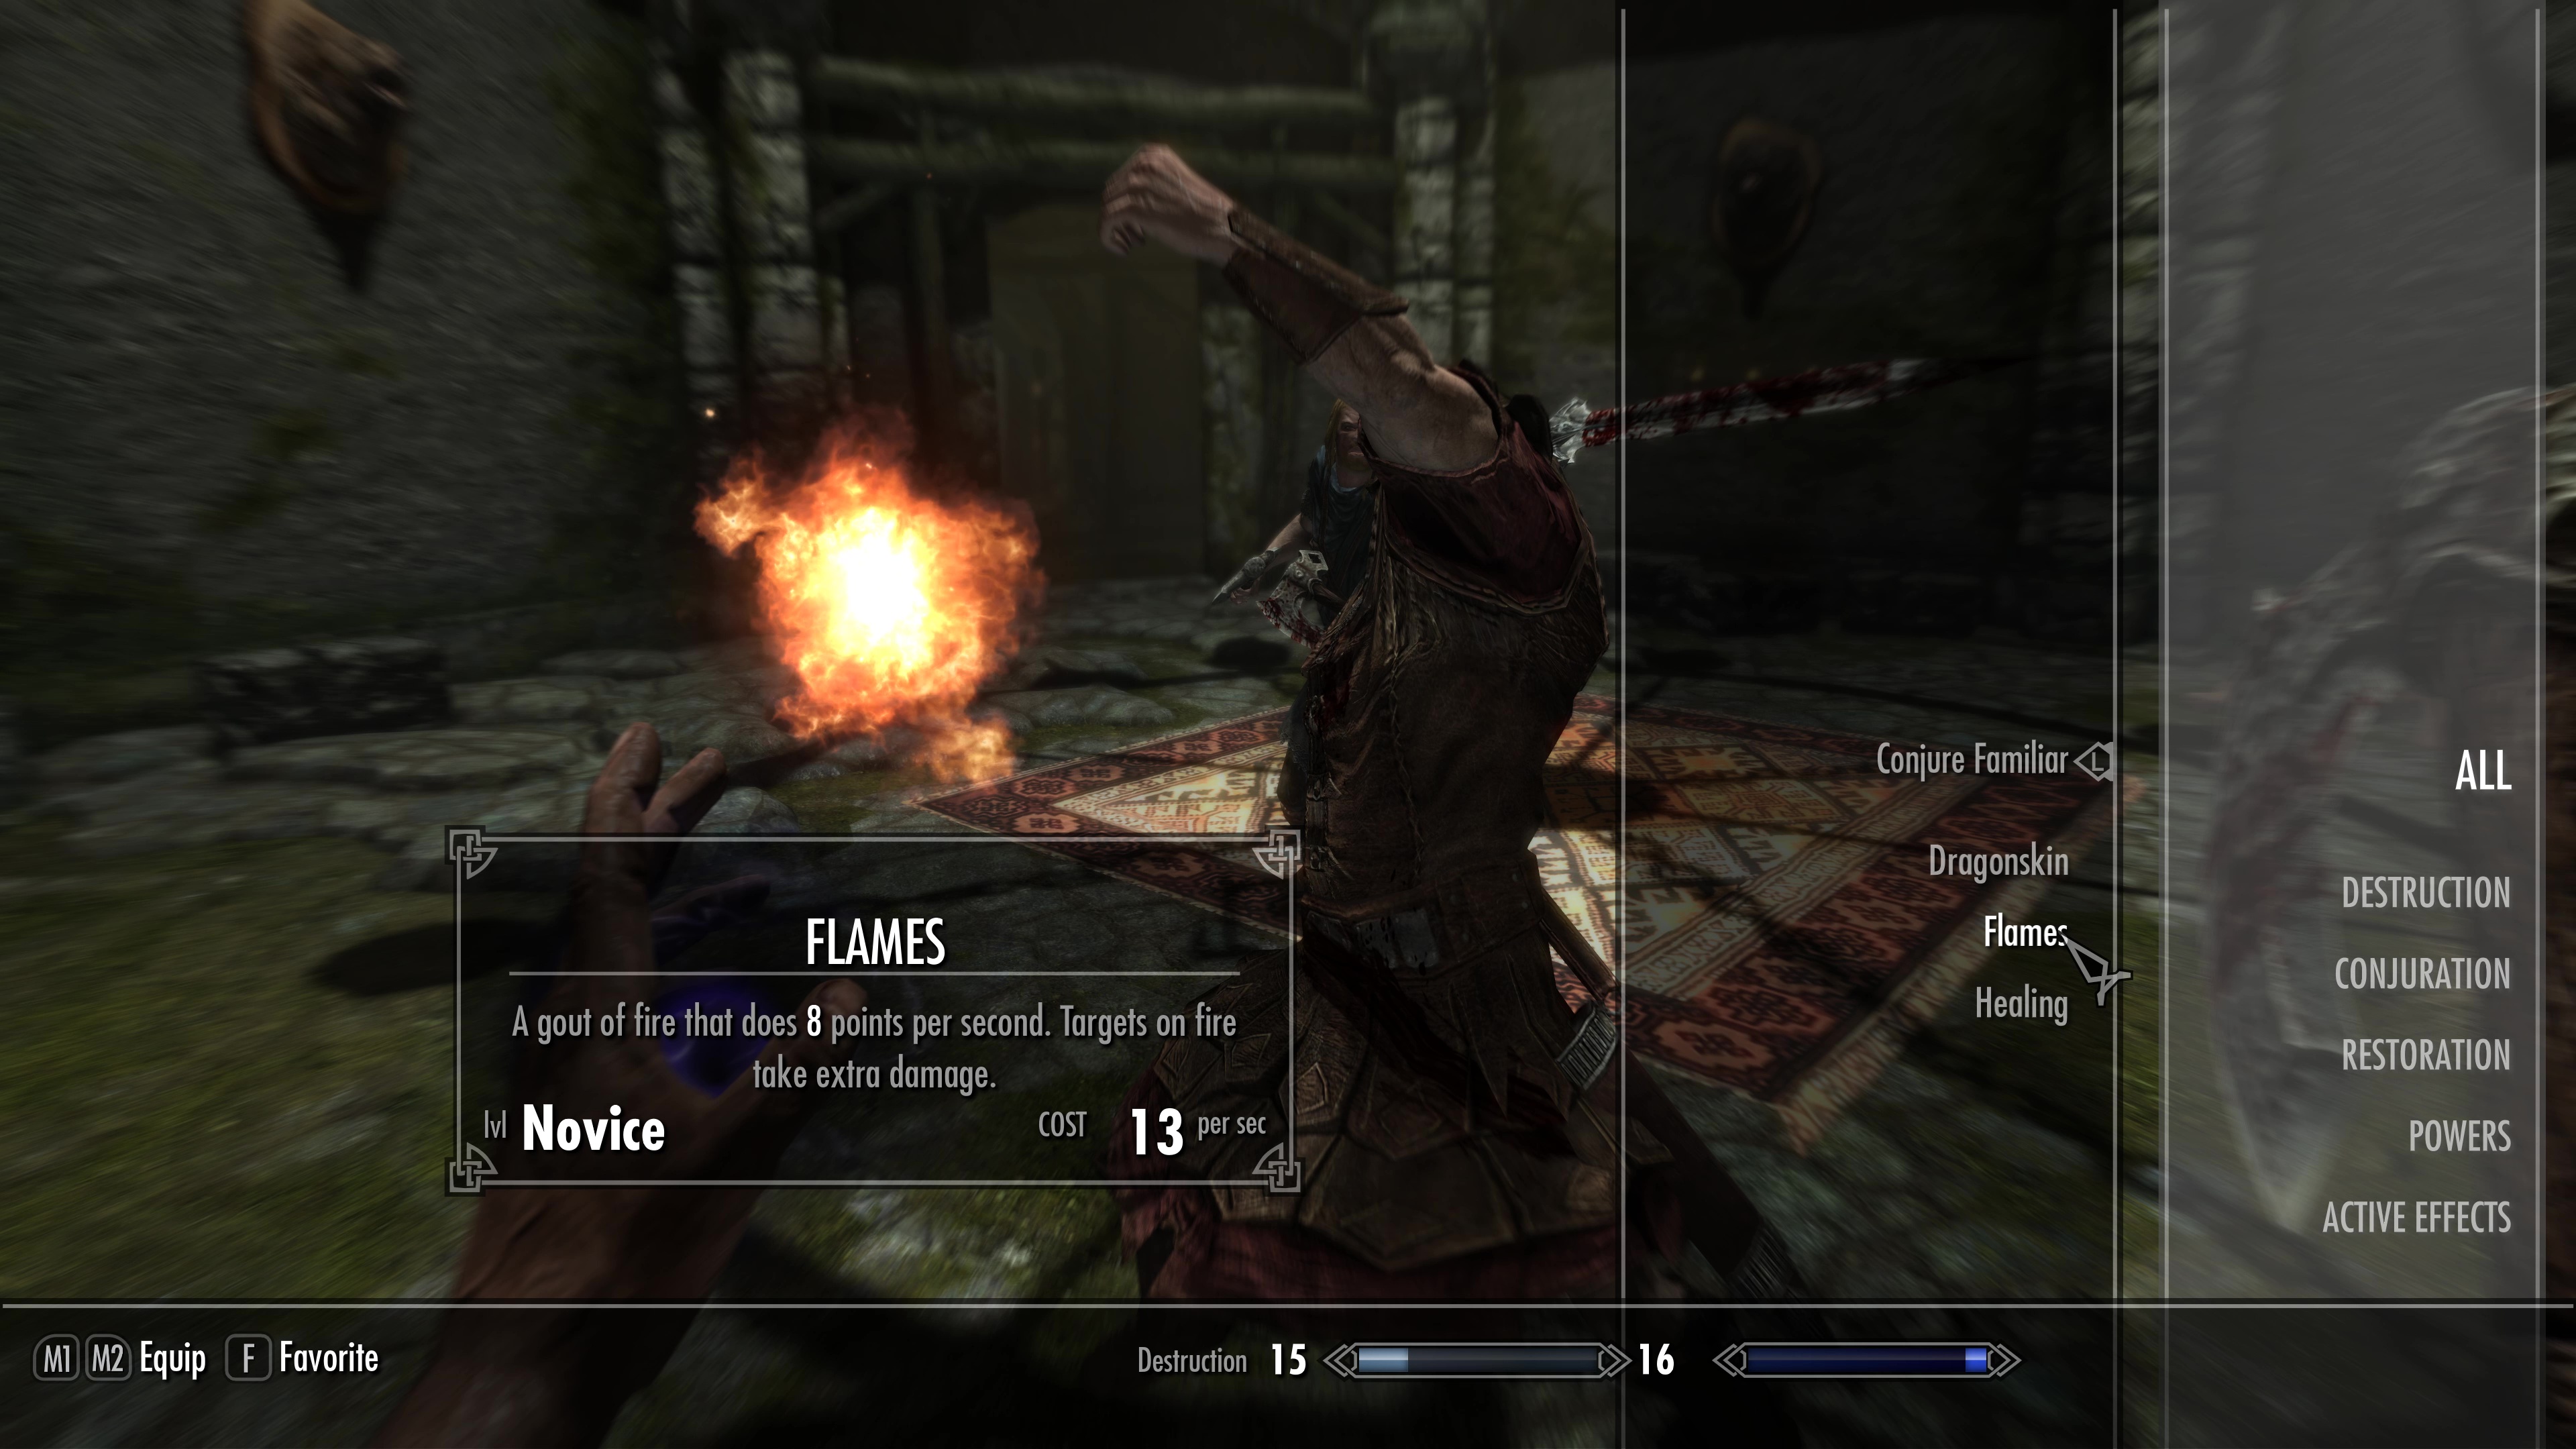 Conjure Familiar L
Dragonskin
Flames
Healing
ALL
DESTRUCTION
CONJURATION
RESTORATION
POWERS
ACTIVE EFFECTS
FLAMES
A gout of fire that does 8 points per second. Targets on fire
take extra damage.
lvl Novice COST 13 per sec
M1 M2 Equip F Favorite
Destruction 15 16